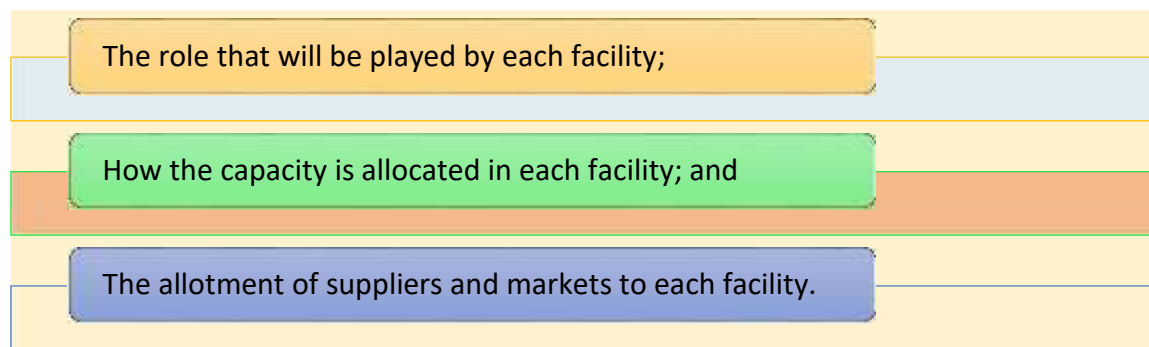 The role that will be played by each facility;
How the capacity is allocated in each facility; and
The allotment of suppliers and markets to each facility.